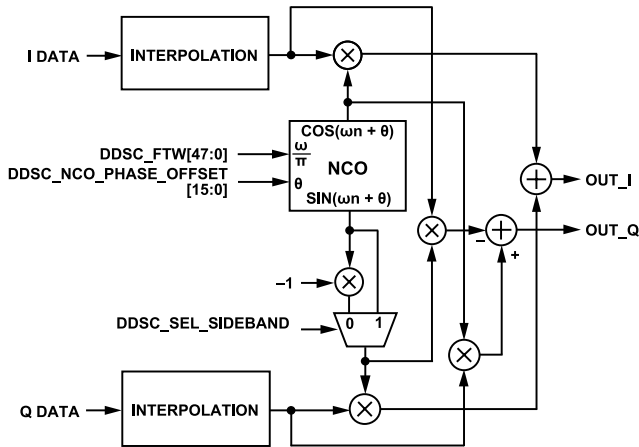 I DATA
INTERPOLATION
COS(ωn + θ)
DDSC_FTW[47:0]
ω
π
NCO
DDSC_NCO_PHASE_OFFSET
[15:0]
θ
SIN(ωn + θ)
OUT_I
OUT_Q
–
+
–1
0 1
DDSC_SEL_SIDEBAND
Q DATA
INTERPOLATION